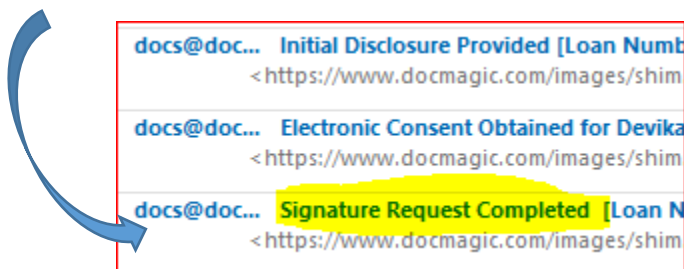 docs@doc... Initial Disclosure Provided [Loan Numb
<https://www.docmagic.com/images/shim
docs@doc... Electronic Consent Obtained for Devika
<https://www.docmagic.com/images/shim
docs@doc... Signature Request Completed [Loan N
<https://www.docmagic.com/images/shim